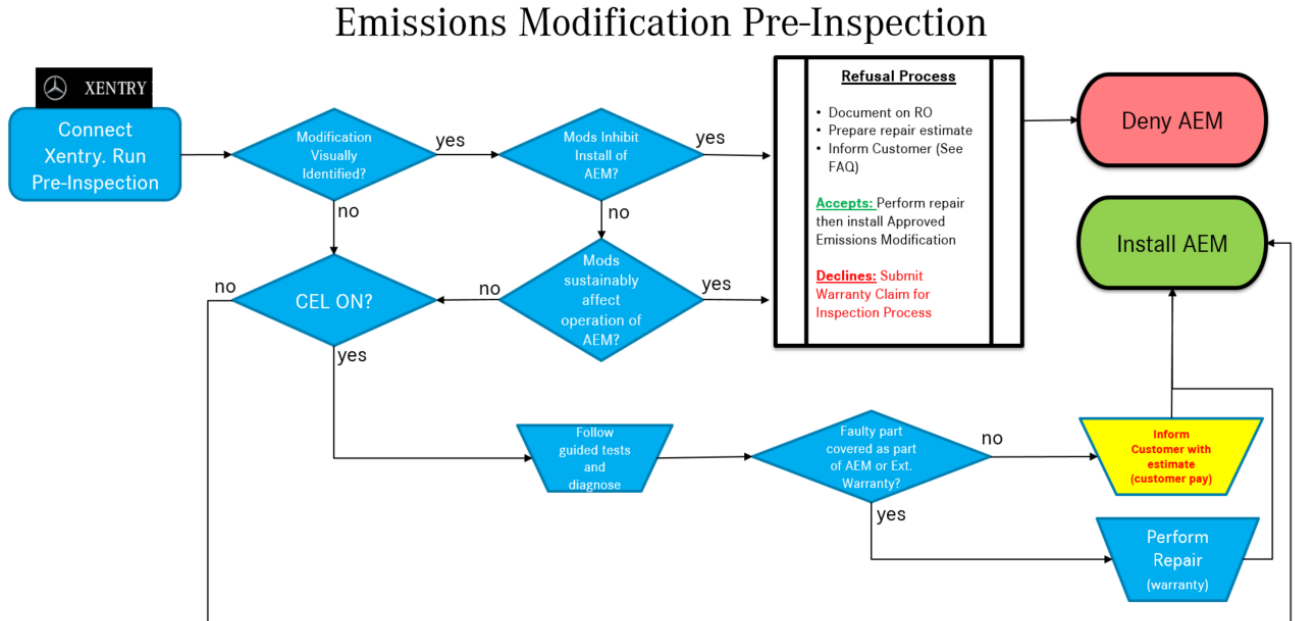 Emissions Modification Pre-Inspection
XENTRY
Connect
Xentry. Run
Pre-Inspection
Modification
Visually
Identified?
yes
no
Mods Inhibit
Install of
AEM?
yes
no
Refusal Process
• Document on RO
• Prepare repair estimate
• Inform Customer (See
FAQ)
Accepts: Perform repair
then install Approved
Emissions Modification
Declines: Submit
Warranty Claim for
Inspection Process
Deny AEM
Install AEM
no
CEL ON?
yes
no
Mods
sustainably
affect
operation of
AEM?
yes
Follow
guided tests
and
diagnose
Faulty part
covered as part
of AEM or Ext.
Warranty?
no
yes
Inform
Customer with
estimate
(customer pay)
Perform
Repair
(warranty)